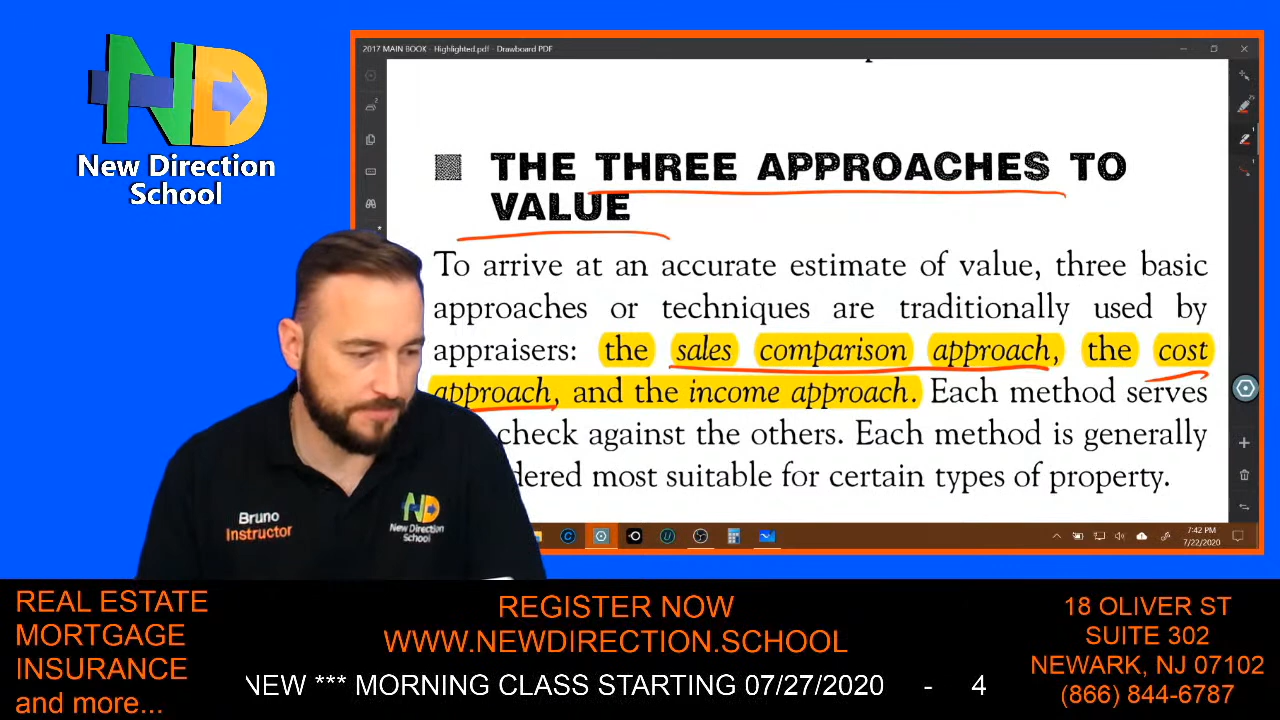 New Direction
School
2017 MAIN BOOK - Highlighted.pdf - Drawboard PDF
THE THREE APPROACHES TO
VALUE
To arrive at an accurate estimate of value, three basic
approaches or techniques are traditionally used by
appraisers: the sales comparison approach, the cost
approach, and the income approach. Each method serves
check against the others. Each method is generally
dered most suitable for certain types of property.
7:42 PM
7/22/2020
Bruno
Instructor
ND
New Direction
School
REAL ESTATE
MORTGAGE
INSURANCE
and more...
REGISTER NOW
WWW.NEWDIRECTION.SCHOOL
NEW *** MORNING CLASS STARTING 07/27/2020 - 4
18 OLIVER ST
SUITE 302
NEWARK, NJ 07102
(866) 844-6787